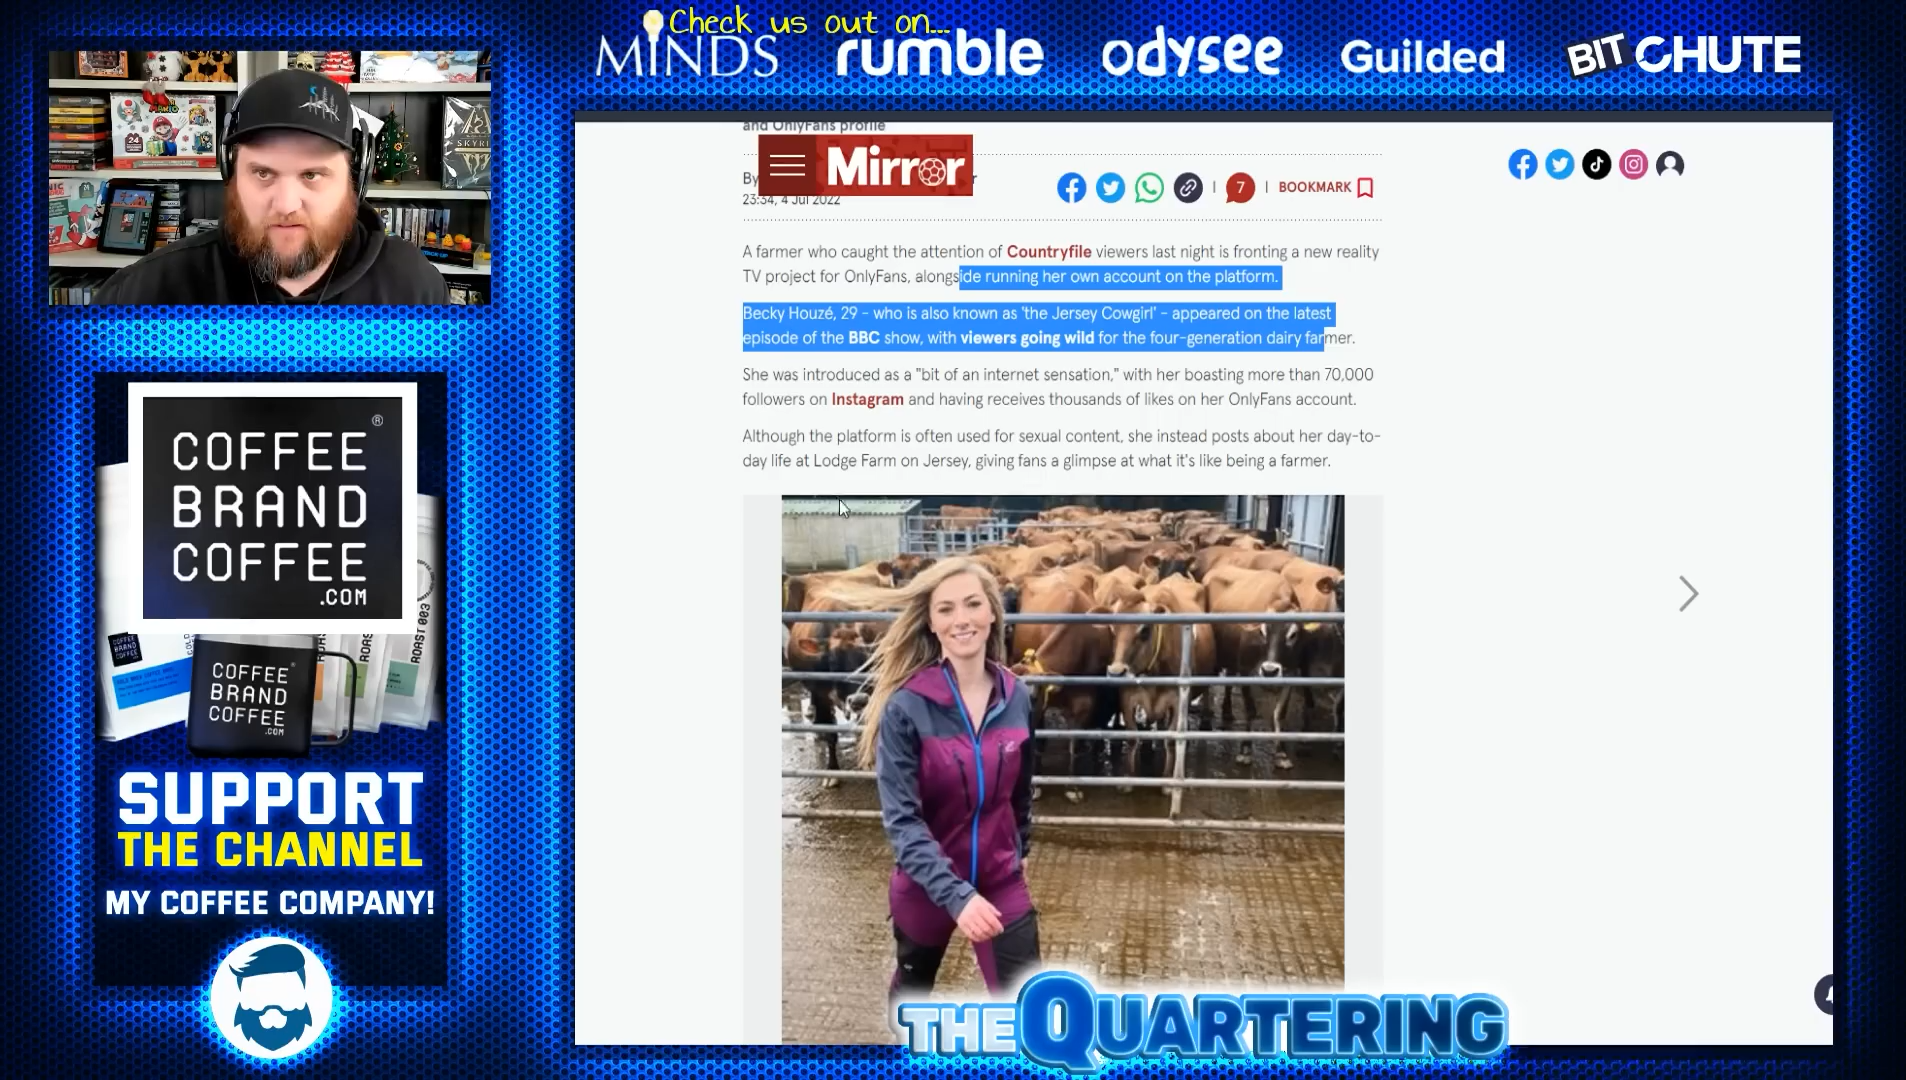 Check us out on...
MINDS
rumble
odysee
Guilded
BITCHUTE
SKYRI
COFFEE
BRAND
COFFEE
.COM
®
ROAST 003
COFFEE
BRAND
COFFEE
.COM
SUPPORT
THE CHANNEL
MY COFFEE COMPANY!
and OnlyFans profile
Mirror
By
23:34, 4 Jul 2022
7
BOOKMARK
A farmer who caught the attention of Countryfile viewers last night is fronting a new reality
TV project for OnlyFans, alongside running her own account on the platform.
Becky Houzé, 29 - who is also known as 'the Jersey Cowgirl' - appeared on the latest
episode of the BBC show, with viewers going wild for the four-generation dairy farmer.
She was introduced as a "bit of an internet sensation," with her boasting more than 70,000
followers on Instagram and having receives thousands of likes on her OnlyFans account.
Although the platform is often used for sexual content, she instead posts about her day-to-
day life at Lodge Farm on Jersey, giving fans a glimpse at what it's like being a farmer.
THE QUARTERING